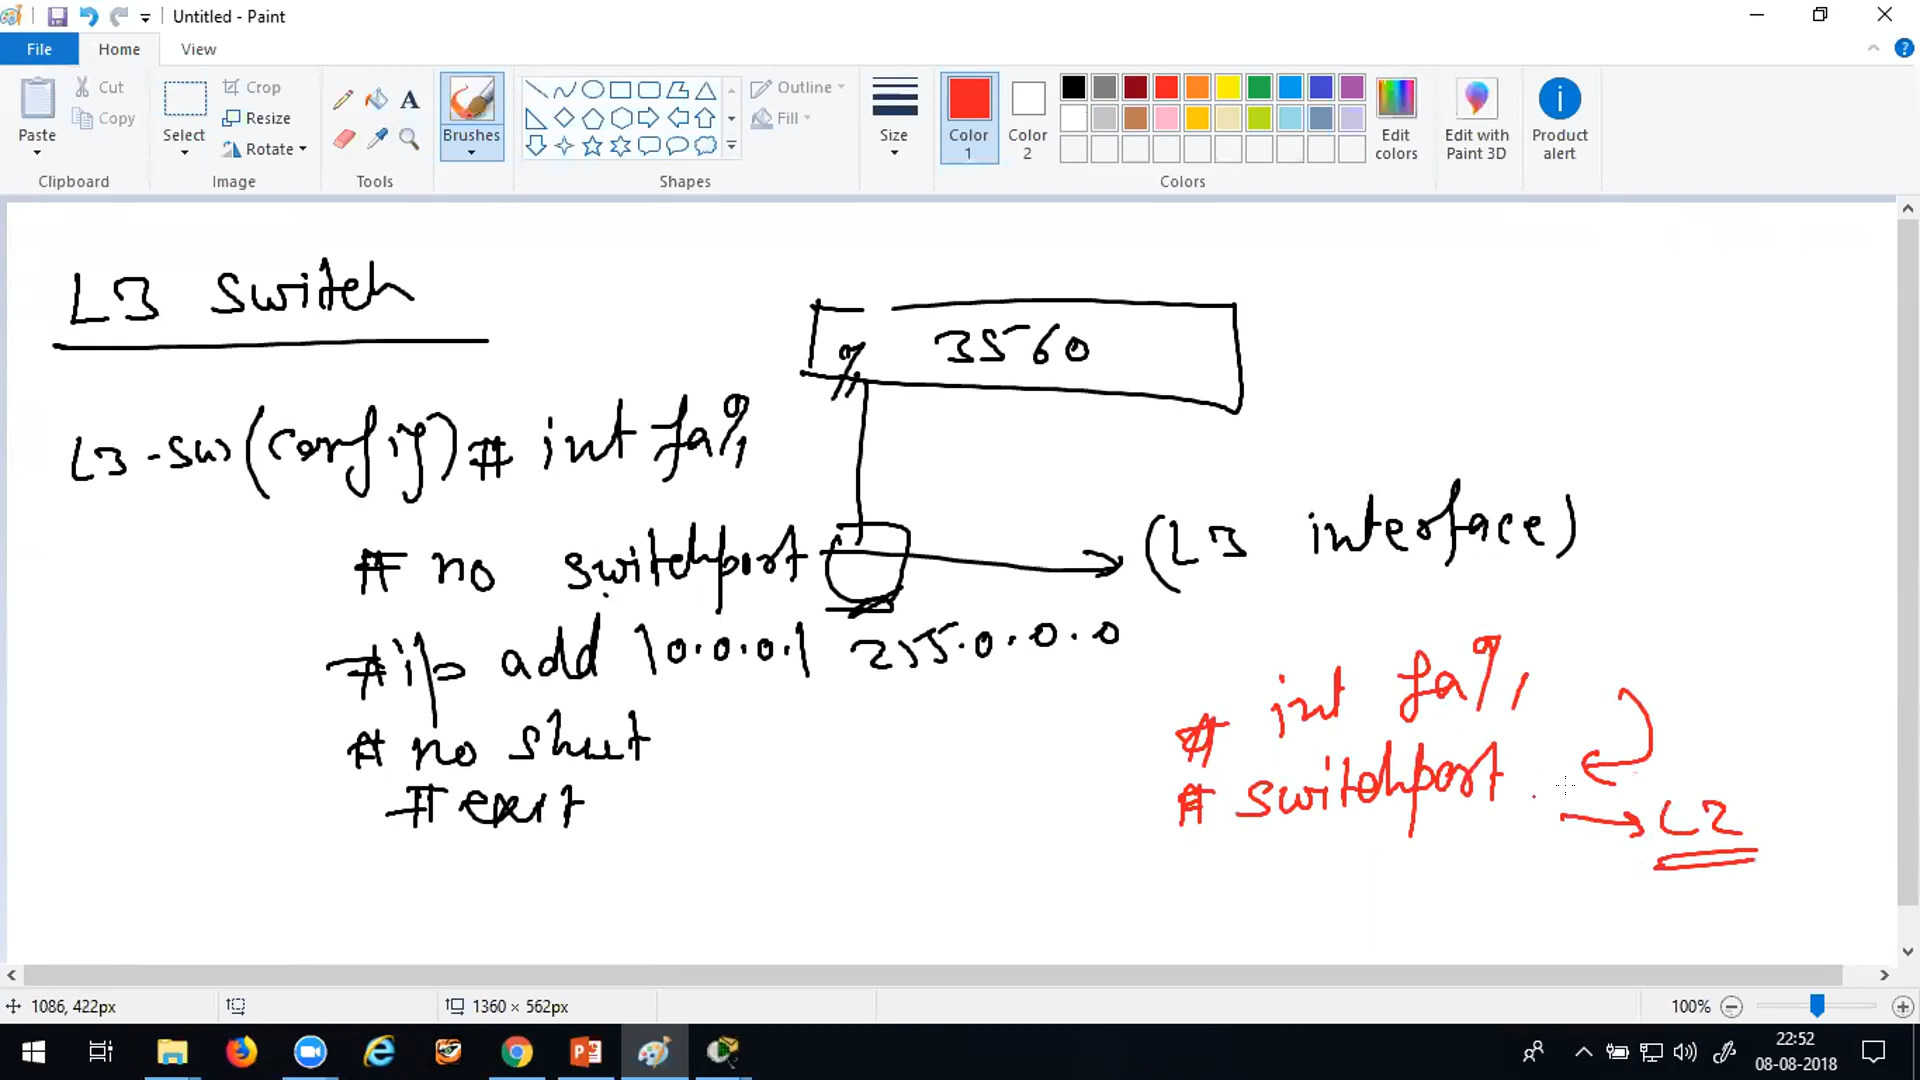 Untitled - Paint
File Home View
Paste Cut Copy Select Crop Resize Rotate Brushes Outline Fill Size Color 1 Color 2 Edit colors Edit with Paint 3D Product alert
Clipboard Image Tools Shapes Colors
L3 switch
3560
0/1
L3-sw(config)# int fa0/1
# no switchport
(L3 interface)
#ip add 10.0.0.1 255.0.0.0
# no shut
#exit
# int fa0/1
# switchport
L2
1086, 422px 1360 × 562px 100%
22:52
08-08-2018